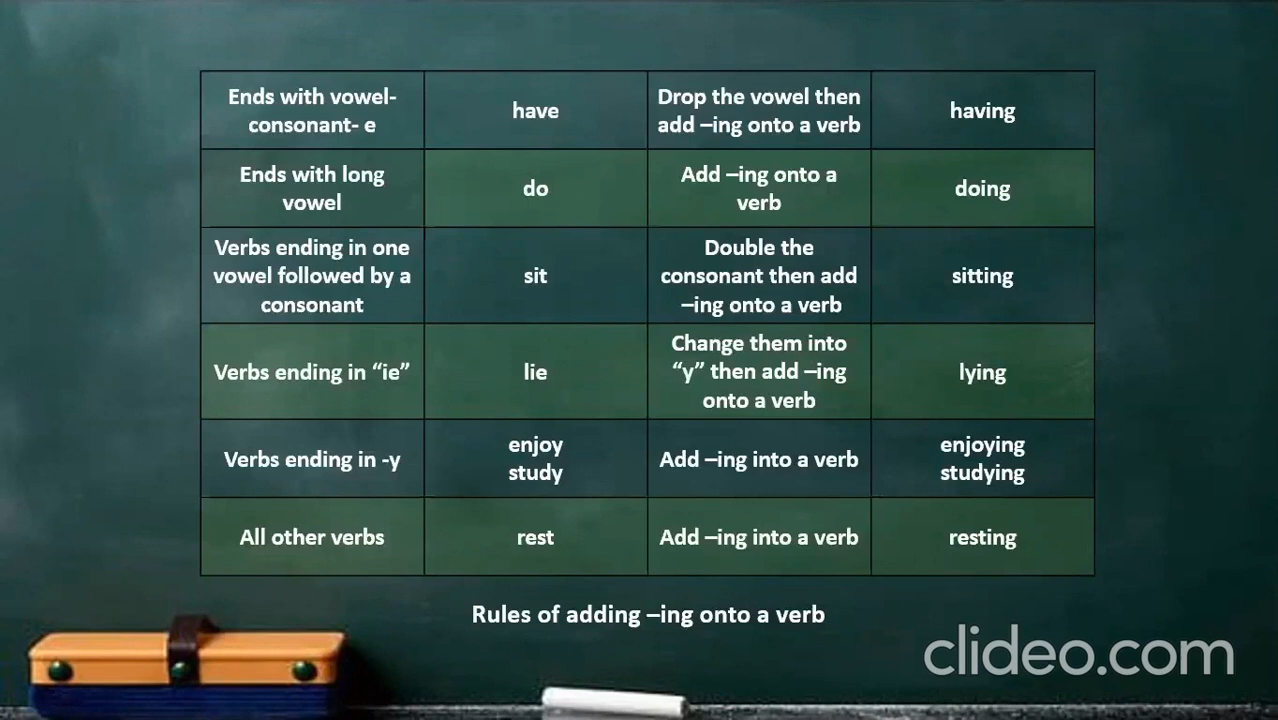 Ends with vowel-
consonant- e
have
Drop the vowel then
add –ing onto a verb
having
Ends with long
vowel
do
Add –ing onto a
verb
doing
Verbs ending in one
vowel followed by a
consonant
sit
Double the
consonant then add
–ing onto a verb
sitting
Verbs ending in “ie”
lie
Change them into
“y” then add –ing
onto a verb
lying
Verbs ending in -y
enjoy
study
Add –ing into a verb
enjoying
studying
All other verbs
rest
Add –ing into a verb
resting
Rules of adding –ing onto a verb
clideo.com